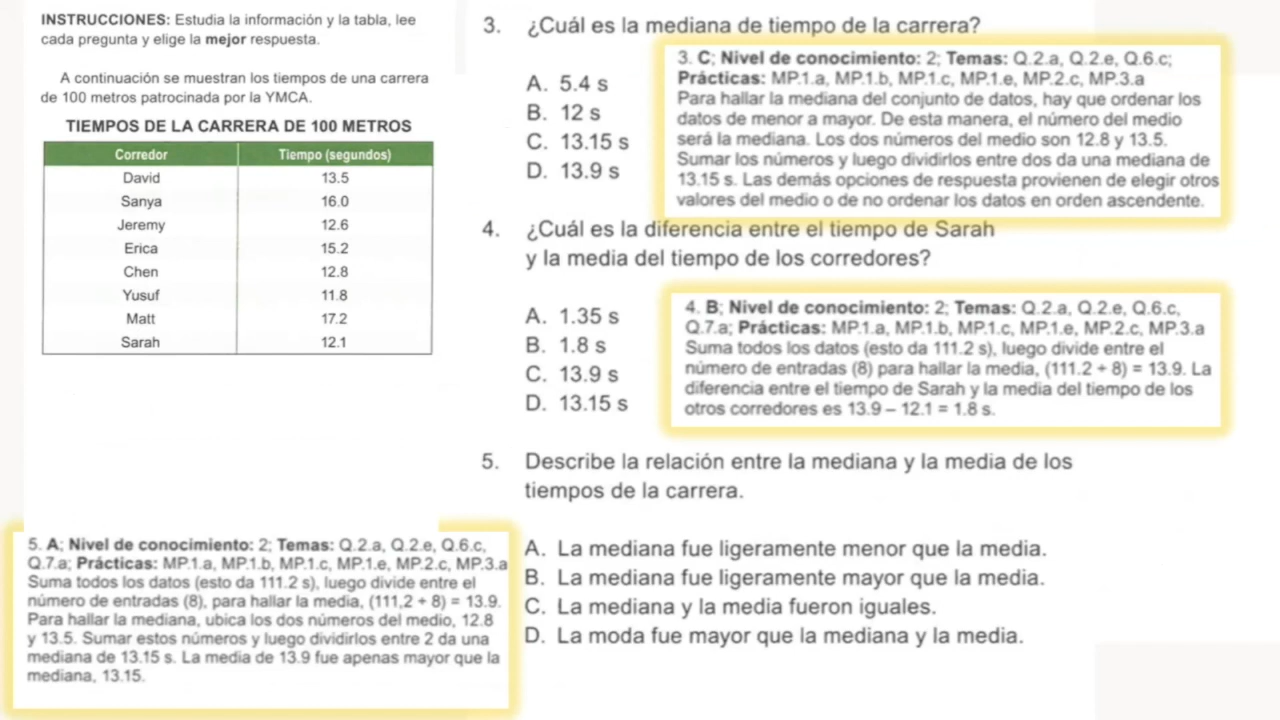 INSTRUCCIONES: Estudia la información y la tabla, lee
cada pregunta y elige la mejor respuesta.
A continuación se muestran los tiempos de una carrera
de 100 metros patrocinada por la YMCA.
TIEMPOS DE LA CARRERA DE 100 METROS
Corredor Tiempo (segundos)
David 13.5
Sanya 16.0
Jeremy 12.6
Erica 15.2
Chen 12.8
Yusuf 11.8
Matt 17.2
Sarah 12.1
3. ¿Cuál es la mediana de tiempo de la carrera?
A. 5.4 s
B. 12 s
C. 13.15 s
D. 13.9 s
3. C; Nivel de conocimiento: 2; Temas: Q.2.a, Q.2.e, Q.6.c;
Prácticas: MP.1.a, MP.1.b, MP.1.c, MP.1.e, MP.2.c, MP.3.a
Para hallar la mediana del conjunto de datos, hay que ordenar los
datos de menor a mayor. De esta manera, el número del medio
será la mediana. Los dos números del medio son 12.8 y 13.5.
Sumar los números y luego dividirlos entre dos da una mediana de
13.15 s. Las demás opciones de respuesta provienen de elegir otros
valores del medio o de no ordenar los datos en orden ascendente.
4. ¿Cuál es la diferencia entre el tiempo de Sarah
y la media del tiempo de los corredores?
A. 1.35 s
B. 1.8 s
C. 13.9 s
D. 13.15 s
4. B; Nivel de conocimiento: 2; Temas: Q.2.a, Q.2.e, Q.6.c,
Q.7.a; Prácticas: MP.1.a, MP.1.b, MP.1.c, MP.1.e, MP.2.c, MP.3.a
Suma todos los datos (esto da 111.2 s), luego divide entre el
número de entradas (8) para hallar la media, (111.2 ÷ 8) = 13.9. La
diferencia entre el tiempo de Sarah y la media del tiempo de los
otros corredores es 13.9 – 12.1 = 1.8 s.
5. Describe la relación entre la mediana y la media de los
tiempos de la carrera.
A. La mediana fue ligeramente menor que la media.
B. La mediana fue ligeramente mayor que la media.
C. La mediana y la media fueron iguales.
D. La moda fue mayor que la mediana y la media.
5. A; Nivel de conocimiento: 2; Temas: Q.2.a, Q.2.e, Q.6.c,
Q.7.a; Prácticas: MP.1.a, MP.1.b, MP.1.c, MP.1.e, MP.2.c, MP.3.a
Suma todos los datos (esto da 111.2 s), luego divide entre el
número de entradas (8), para hallar la media, (111,2 ÷ 8) = 13.9.
Para hallar la mediana, ubica los dos números del medio, 12.8
y 13.5. Sumar estos números y luego dividirlos entre 2 da una
mediana de 13.15 s. La media de 13.9 fue apenas mayor que la
mediana, 13.15.